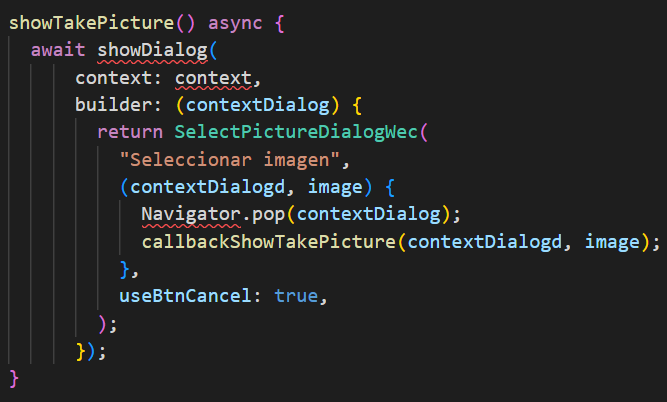 showTakePicture() async {
await showDialog(
context: context,
builder: (contextDialog) {
return SelectPictureDialogWec(
"Seleccionar imagen",
(contextDialogd, image) {
Navigator.pop(contextDialog);
callbackShowTakePicture(contextDialogd, image);
},
useBtnCancel: true,
);
});
}